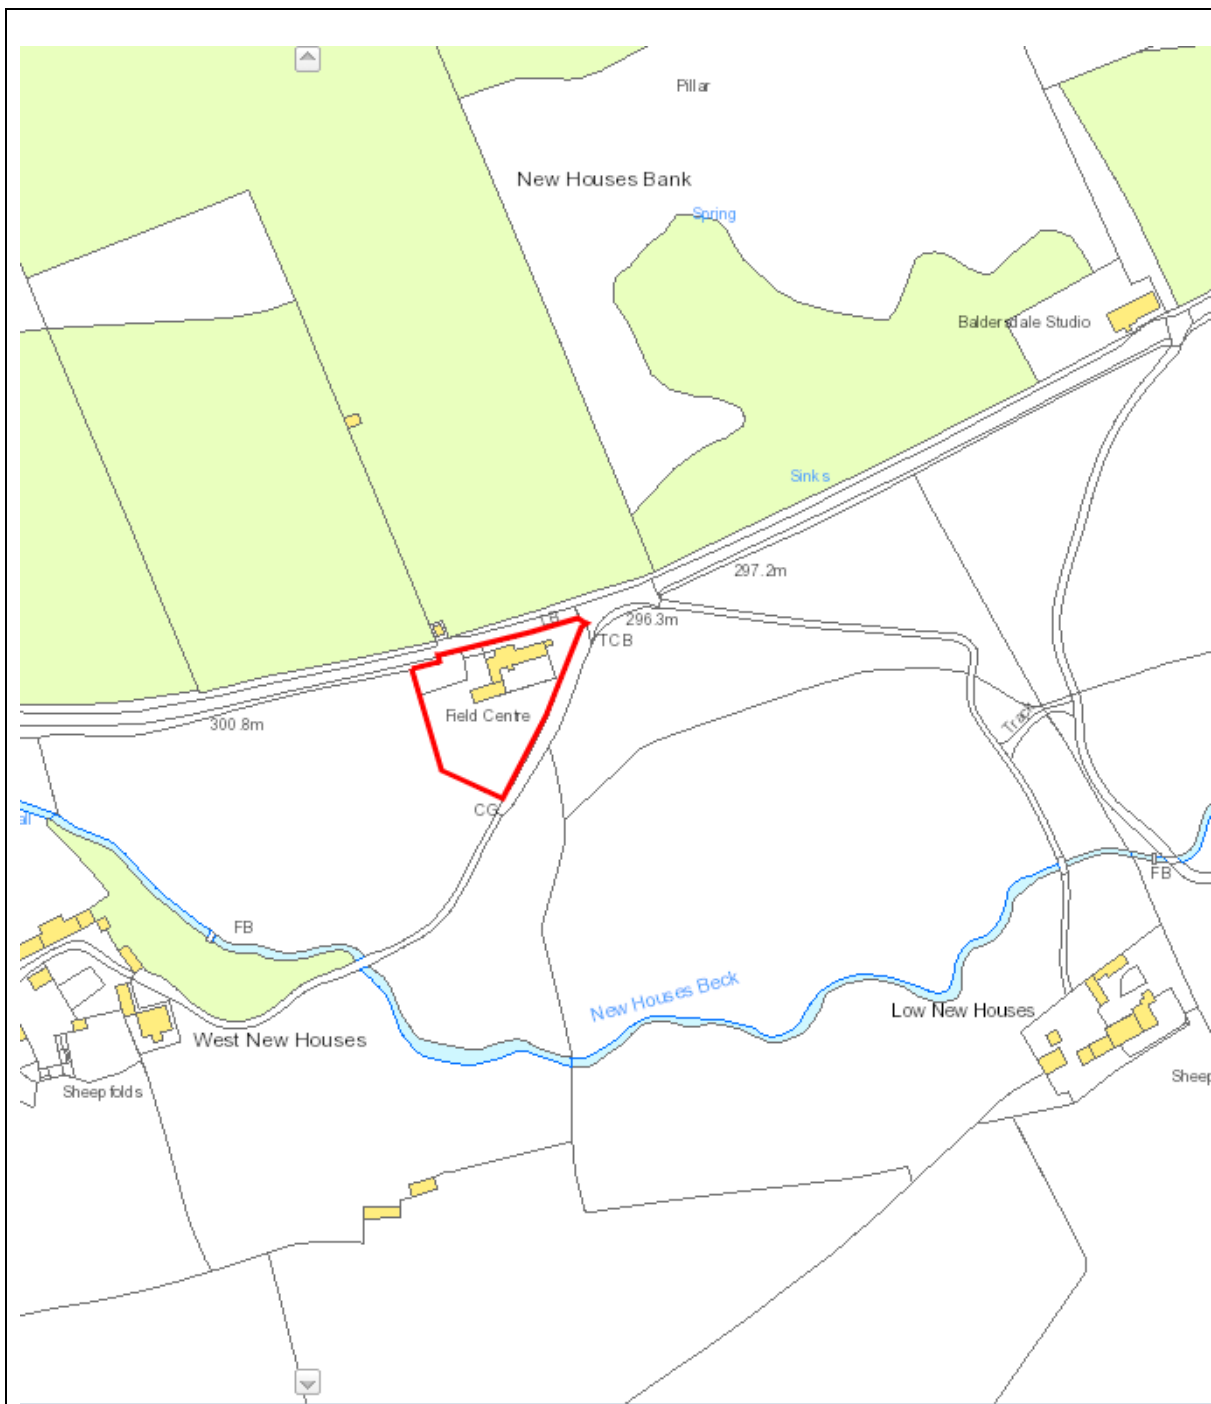 Pillar
New Houses Bank
Spring
Baldersdale Studio
Sinks
297.2m
LB
296.3m
TCB
Field Centre
300.8m
Track
CG
FB
FB
New Houses Beck
Low New Houses
West New Houses
Sheepfolds
Sheep